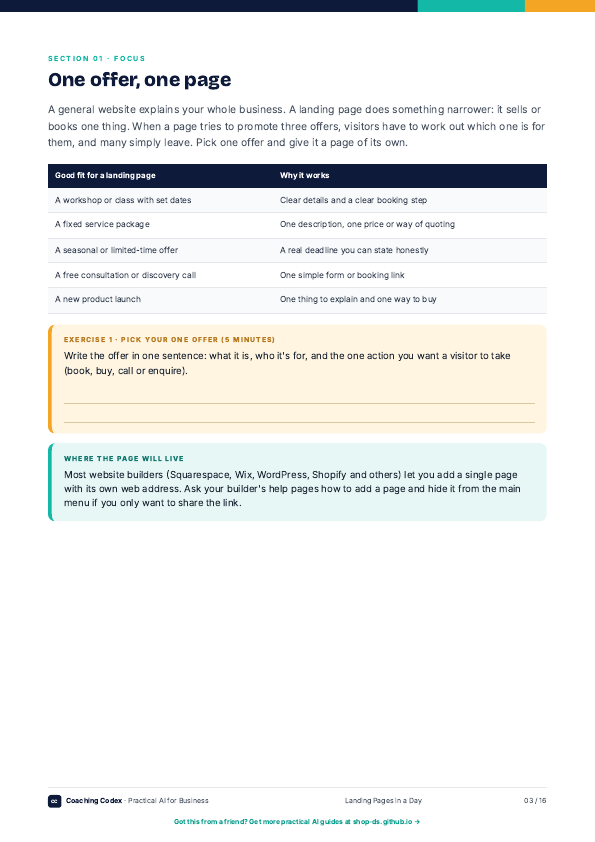 SECTION 01 · FOCUS
One offer, one page
A general website explains your whole business. A landing page does something narrower: it sells or
books one thing. When a page tries to promote three offers, visitors have to work out which one is for
them, and many simply leave. Pick one offer and give it a page of its own.
Good fit for a landing page Why it works
A workshop or class with set dates Clear details and a clear booking step
A fixed service package One description, one price or way of quoting
A seasonal or limited-time offer A real deadline you can state honestly
A free consultation or discovery call One simple form or booking link
A new product launch One thing to explain and one way to buy
EXERCISE 1 · PICK YOUR ONE OFFER (5 MINUTES)
Write the offer in one sentence: what it is, who it's for, and the one action you want a visitor to take
(book, buy, call or enquire).
WHERE THE PAGE WILL LIVE
Most website builders (Squarespace, Wix, WordPress, Shopify and others) let you add a single page
with its own web address. Ask your builder's help pages how to add a page and hide it from the main
menu if you only want to share the link.
cc Coaching Codex · Practical AI for Business Landing Pages in a Day 03 / 16
Got this from a friend? Get more practical AI guides at shop-ds.github.io →